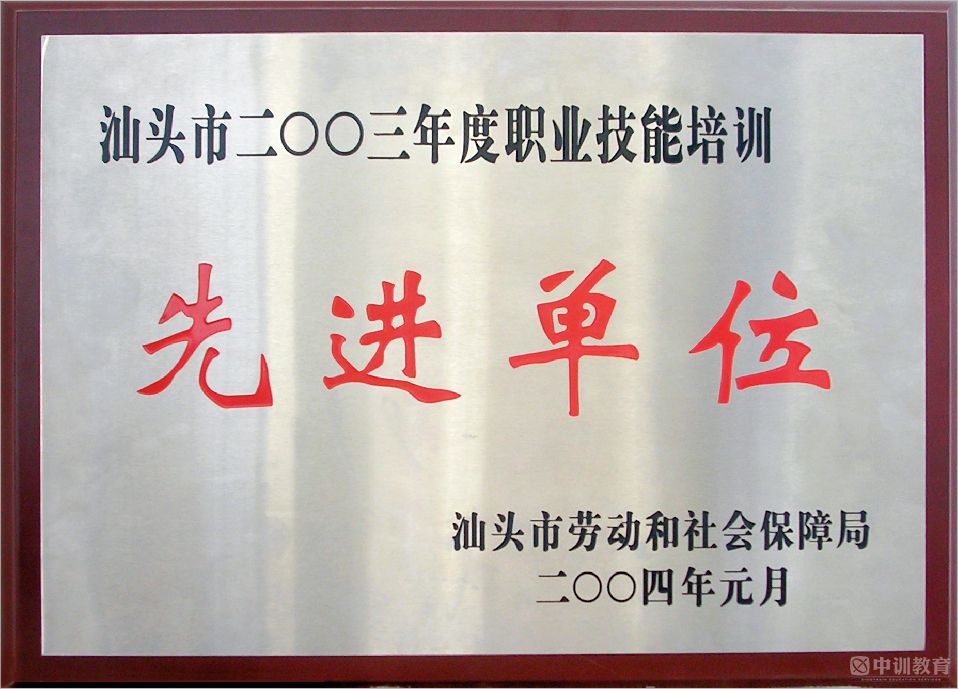 汕头市二〇〇三年度职业技能培训
先进单位
汕头市劳动和社会保障局
二〇〇四年元月
中训教育